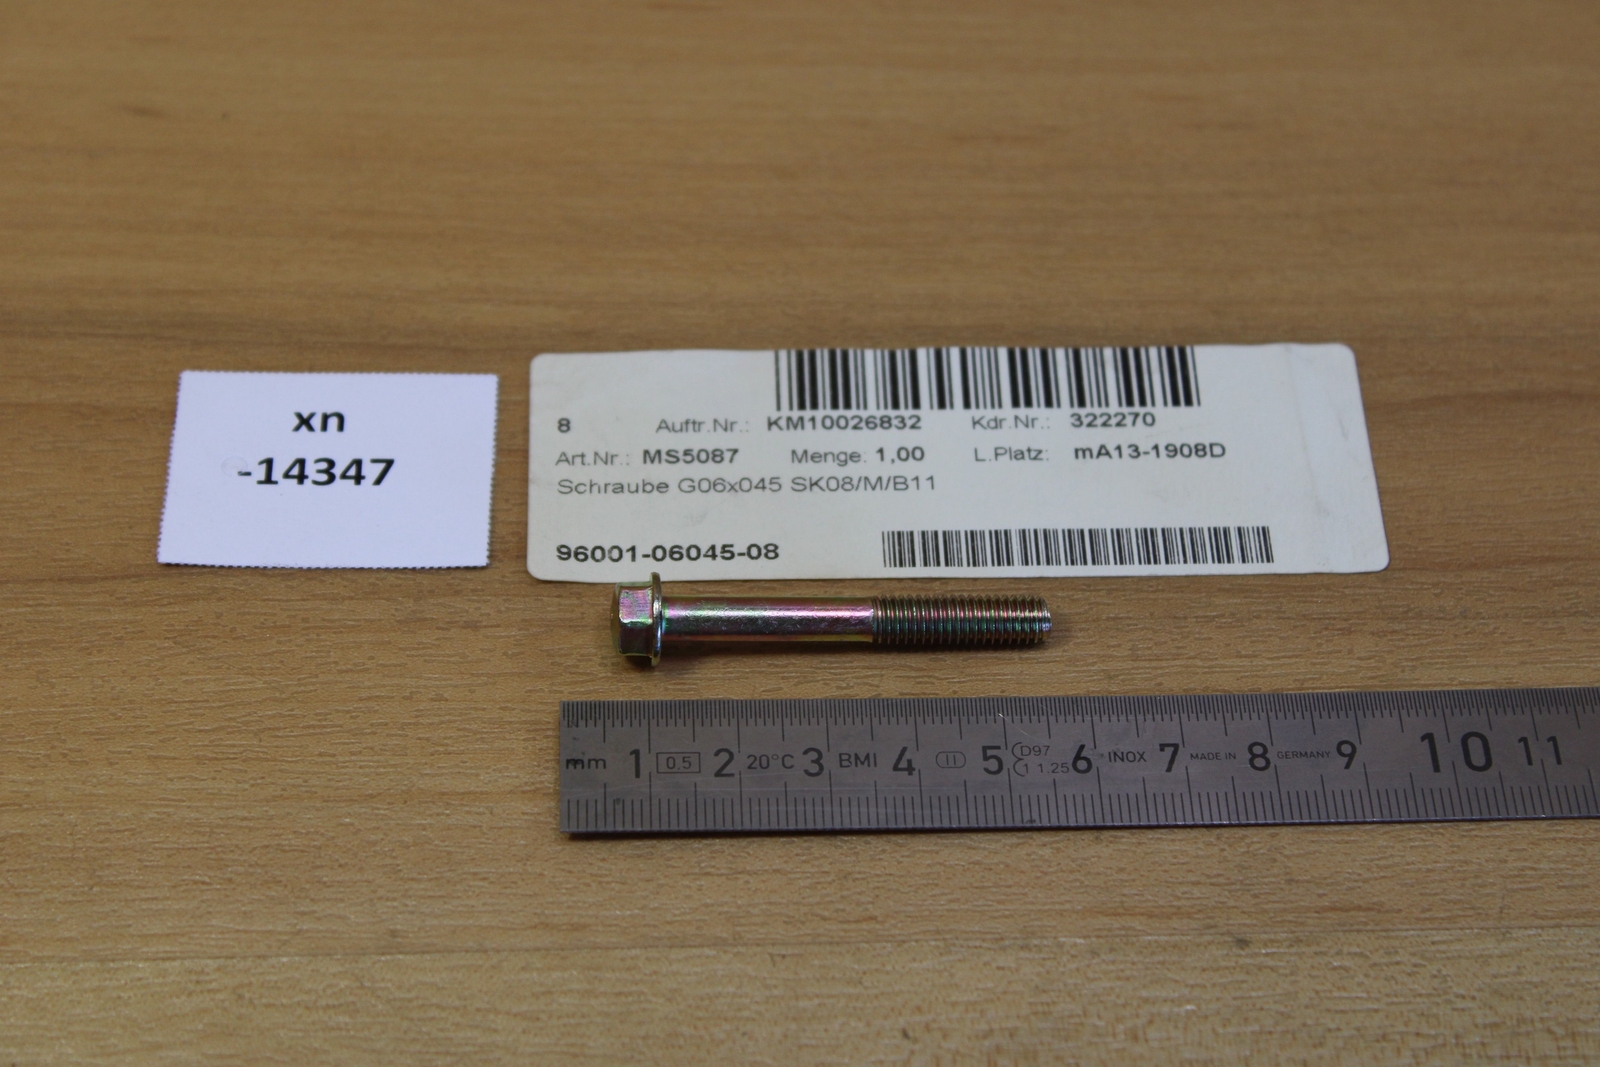 xn
-14347
8 Auftr.Nr.: KM10026832 Kdr.Nr.: 322270
Art.Nr.: MS5087 Menge: 1,00 L.Platz: mA13-1908D
Schraube G06x045 SK08/M/B11
96001-06045-08
mm 1 0.5 2 20°C 3 BMI 4 II 5 D97 6 INOX 7 MADE IN 8 GERMANY 9 10 11
1 1.25